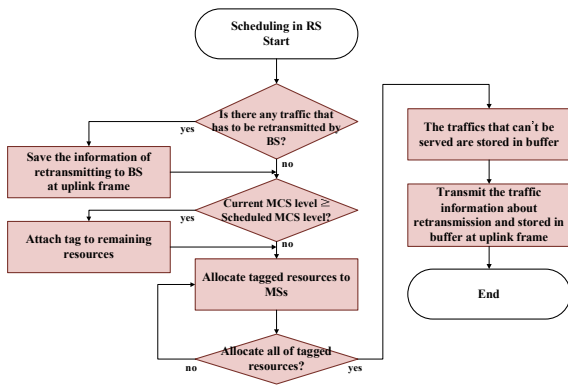 Scheduling in RS
Start
Is there any traffic that
has to be retransmitted by
BS?
yes
no
Save the information of
retransmitting to BS
at uplink frame
Current MCS level ≥
Scheduled MCS level?
yes
no
Attach tag to remaining
resources
Allocate tagged resources to
MSs
Allocate all of tagged
resources?
no
yes
The traffics that can't be
served are stored in buffer
Transmit the traffic
information about
retransmission and stored in
buffer at uplink frame
End